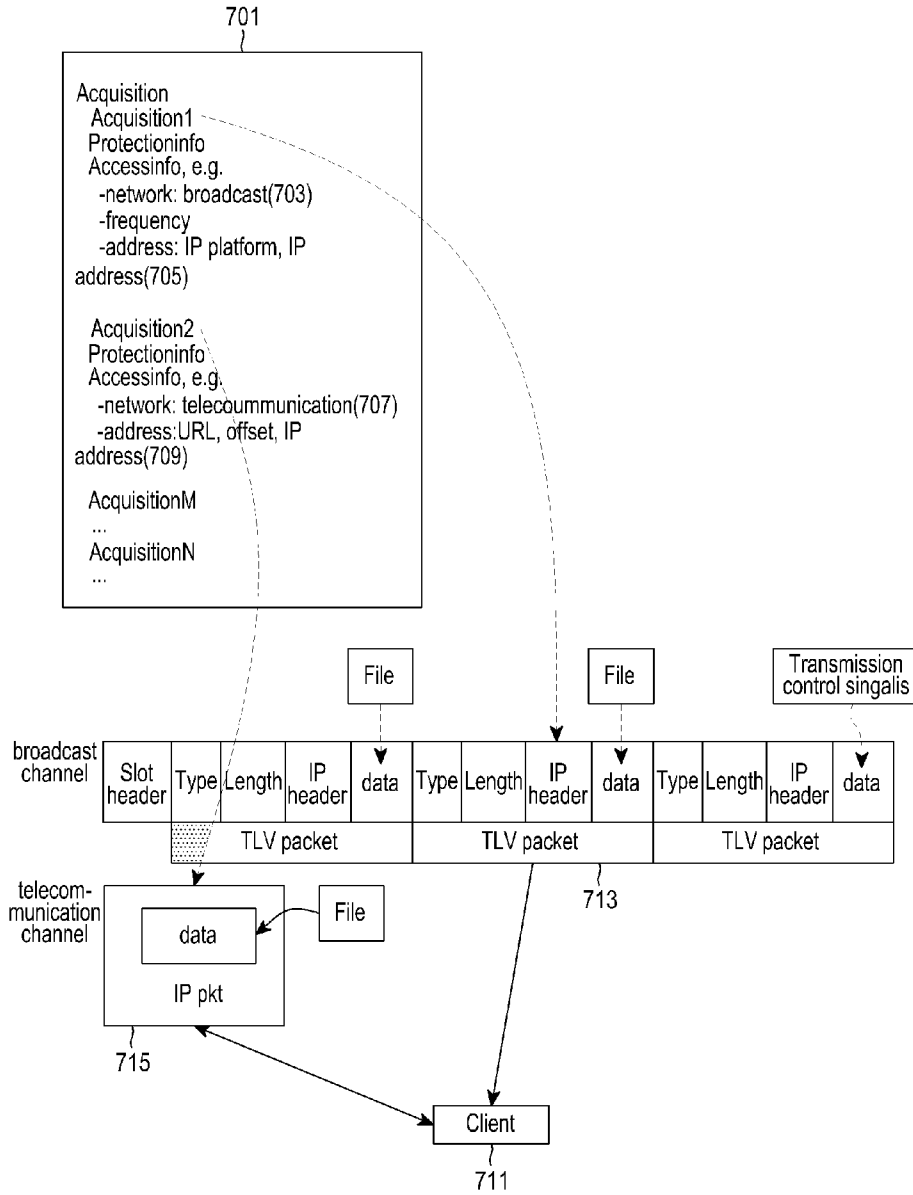 701
Acquisition
Acquisition1
Protectioninfo
Accessinfo, e.g.
-network: broadcast(703)
-frequency
-address: IP platform, IP
address(705)
Acquisition2
Protectioninfo
Accessinfo, e.g.
-network: telecoummunication(707)
-address:URL, offset, IP
address(709)
AcquisitionM
...
AcquisitionN
...
File
File
Transmission
control singalis
broadcast
channel
Slot
header
Type
Length
IP
header
data
Type
Length
IP
header
data
Type
Length
IP
header
data
TLV packet
TLV packet
TLV packet
713
telecom-
munication
channel
data
File
IP pkt
715
Client
711